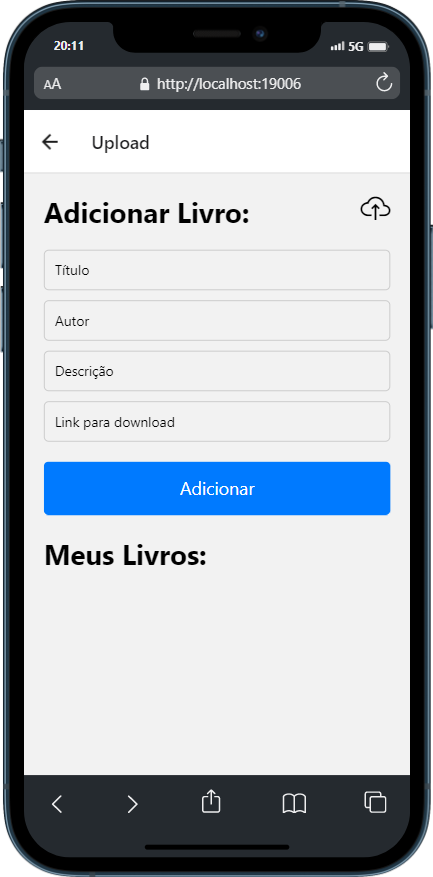 20:11
5G
AA
http://localhost:19006
Upload
Adicionar Livro:
Título
Autor
Descrição
Link para download
Adicionar
Meus Livros: